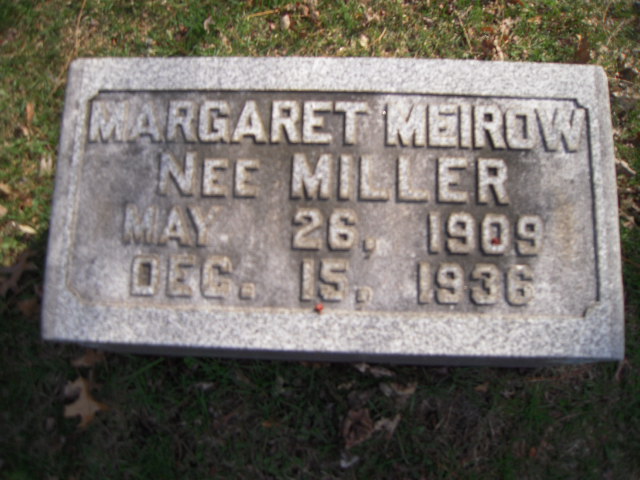 MARGARET MEIROW
NEE MILLER
MAY 26, 1909
DEC. 15, 1936